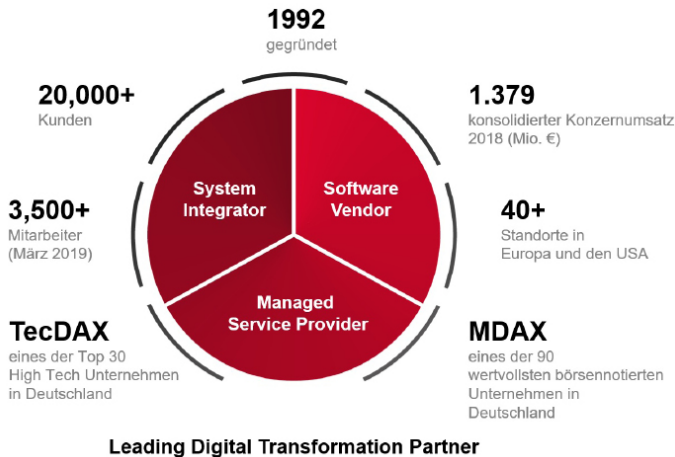 1992
gegründet
20,000+
Kunden
1.379
konsolidierter Konzernumsatz
2018 (Mio. €)
System
Integrator
Software
Vendor
3,500+
Mitarbeiter
(März 2019)
40+
Standorte in
Europa und den USA
Managed
Service Provider
TecDAX
eines der Top 30
High Tech Unternehmen
in Deutschland
MDAX
eines der 90
wertvollsten börsennotierten
Unternehmen in
Deutschland
Leading Digital Transformation Partner